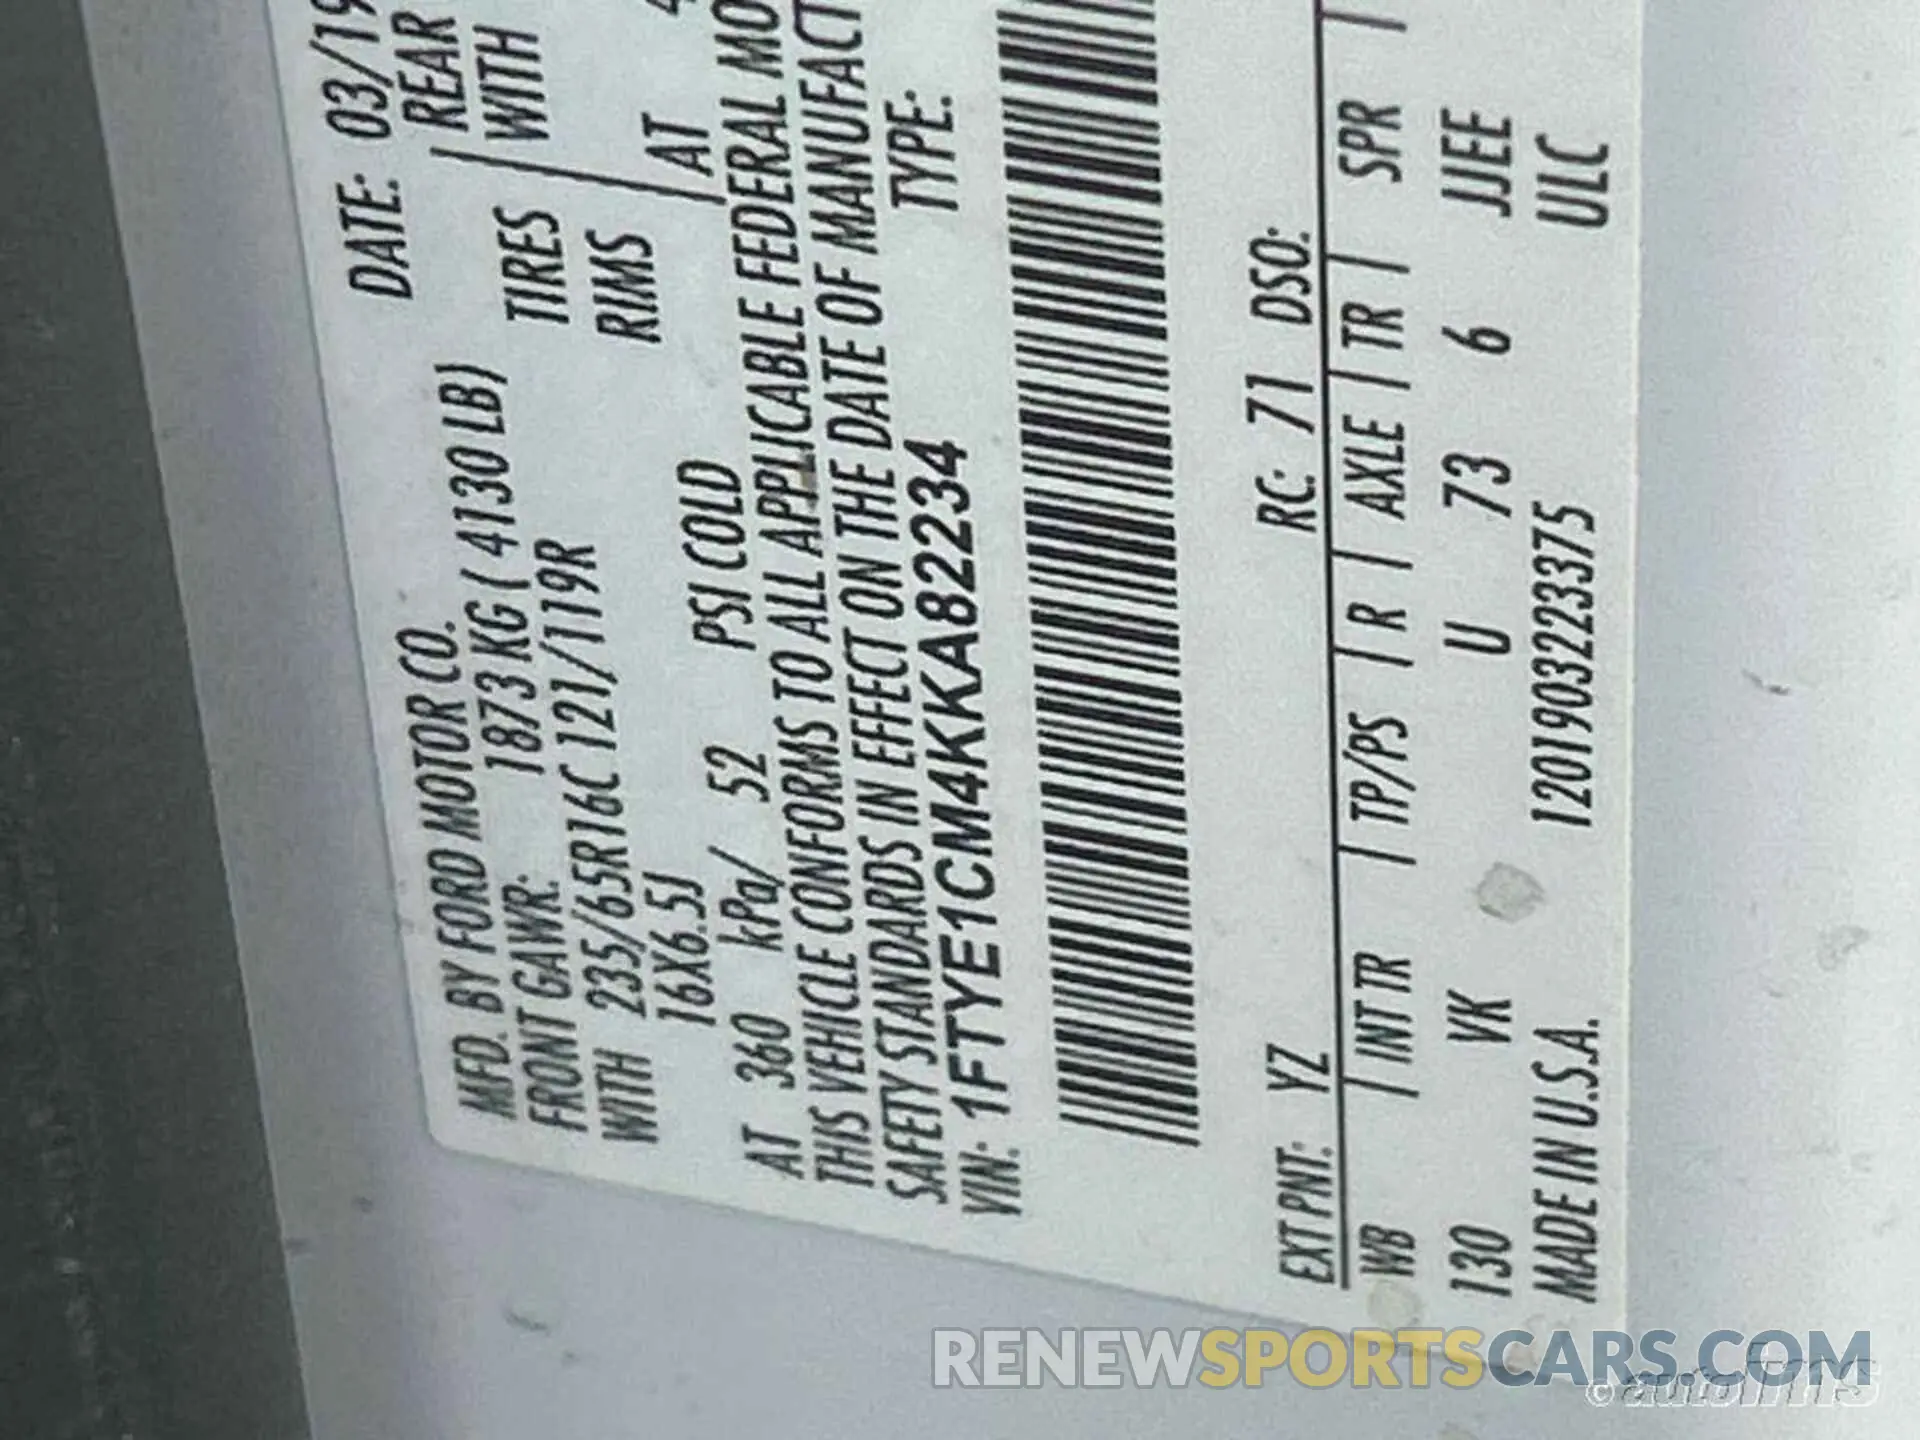 MFD. BY FORD MOTOR CO.
DATE: 03/19
FRONT GAWR: 1873 KG ( 4130 LB)
REAR
WITH 235/65R16C 121/119R
TIRES
WITH
16X6.5J
RIMS
AT 360 kPa/ 52 PSI COLD
AT 4
THIS VEHICLE CONFORMS TO ALL APPLICABLE FEDERAL MO
SAFETY STANDARDS IN EFFECT ON THE DATE OF MANUFACT
VIN: 1FTYE1CM4KKA82234
TYPE:
EXT PNT: YZ RC: 71 DSO:
WB | INT TR | TP/PS | R | AXLE | TR | SPR |
130 VK U 73 6 JJEE
MADE IN U.S.A. 1201903223375 ULC
RENEWSPORTSCARS.COM